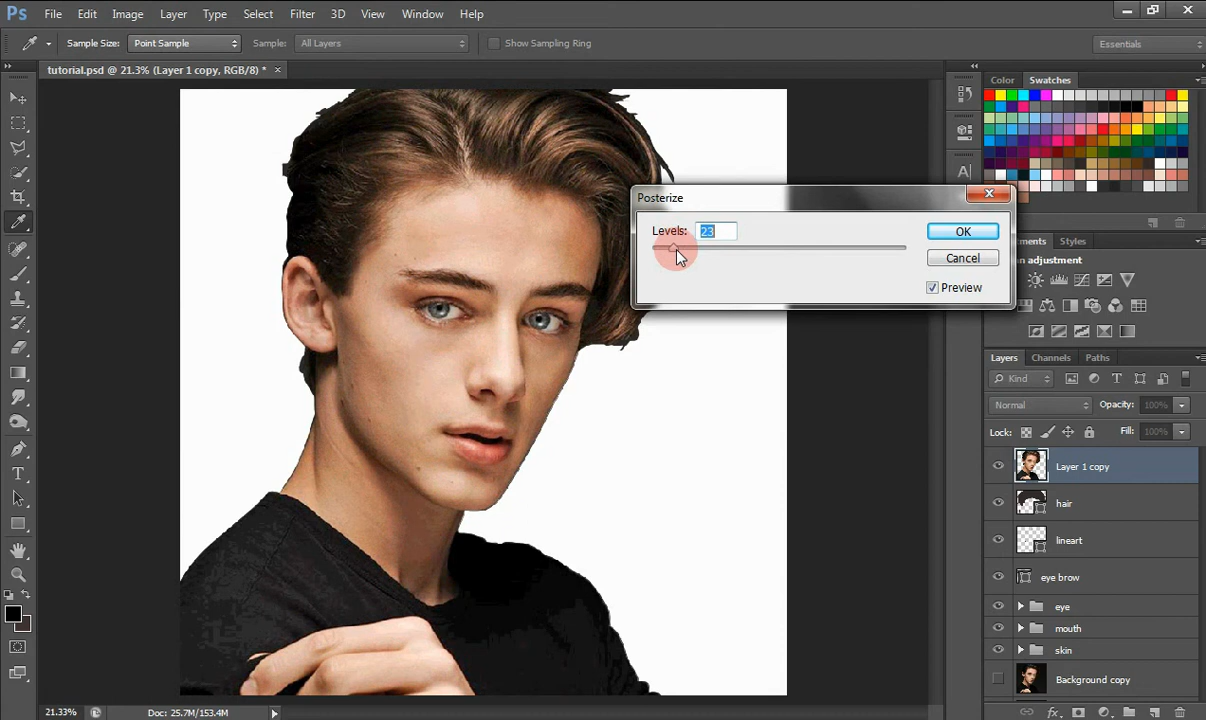 Ps File Edit Image Layer Type Select Filter 3D View Window Help
Sample Size: Point Sample Sample: All Layers Show Sampling Ring Essentials
tutorial.psd @ 21.3% (Layer 1 copy, RGB/8) * ×
Color Swatches
A
Posterize
Levels: 23 OK
Cancel
Preview
Styles
Layers Channels Paths
Kind T
Normal Opacity: 100%
Lock: Fill: 100%
Layer 1 copy
hair
lineart
T
eye brow
eye
mouth
skin
Background copy
fx
21.33% Doc: 25.7M/153.4M